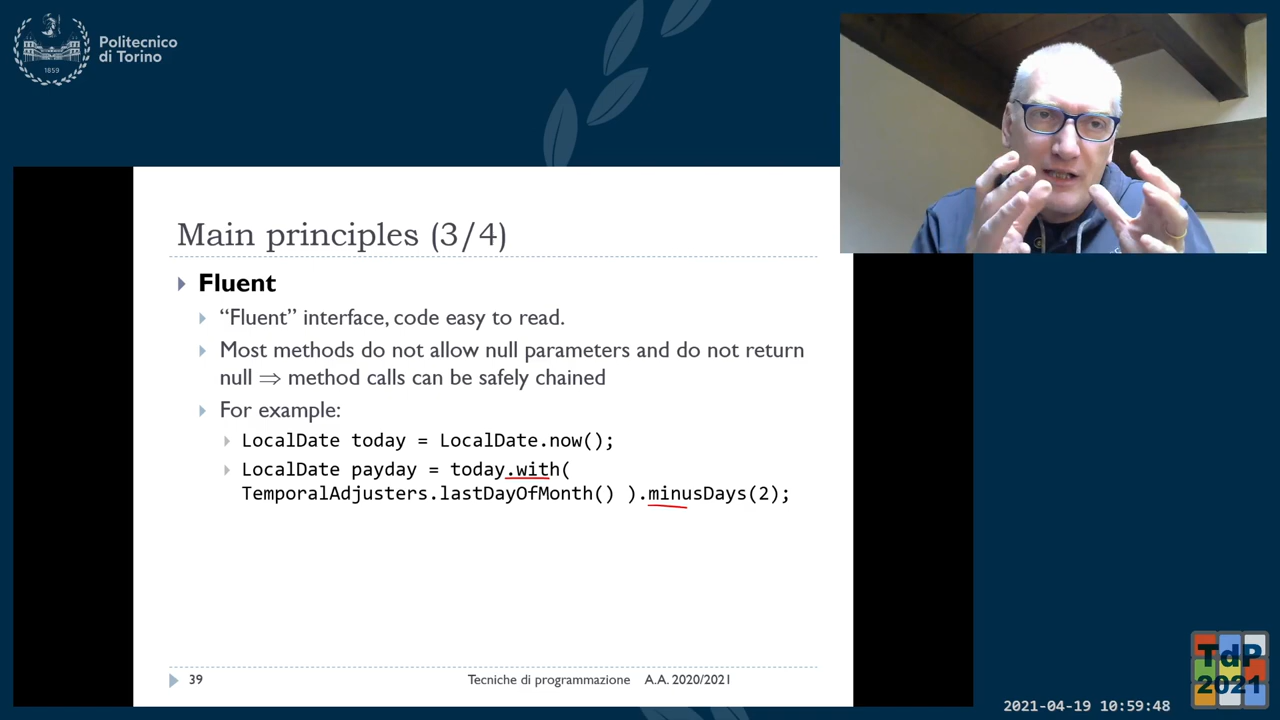 Politecnico
di Torino
1859
Main principles (3/4)
Fluent
“Fluent” interface, code easy to read.
Most methods do not allow null parameters and do not return
null ⇒ method calls can be safely chained
For example:
LocalDate today = LocalDate.now();
LocalDate payday = today.with(
TemporalAdjusters.lastDayOfMonth() ).minusDays(2);
39
Tecniche di programmazione A.A. 2020/2021
TdP
2021
2021-04-19 10:59:48